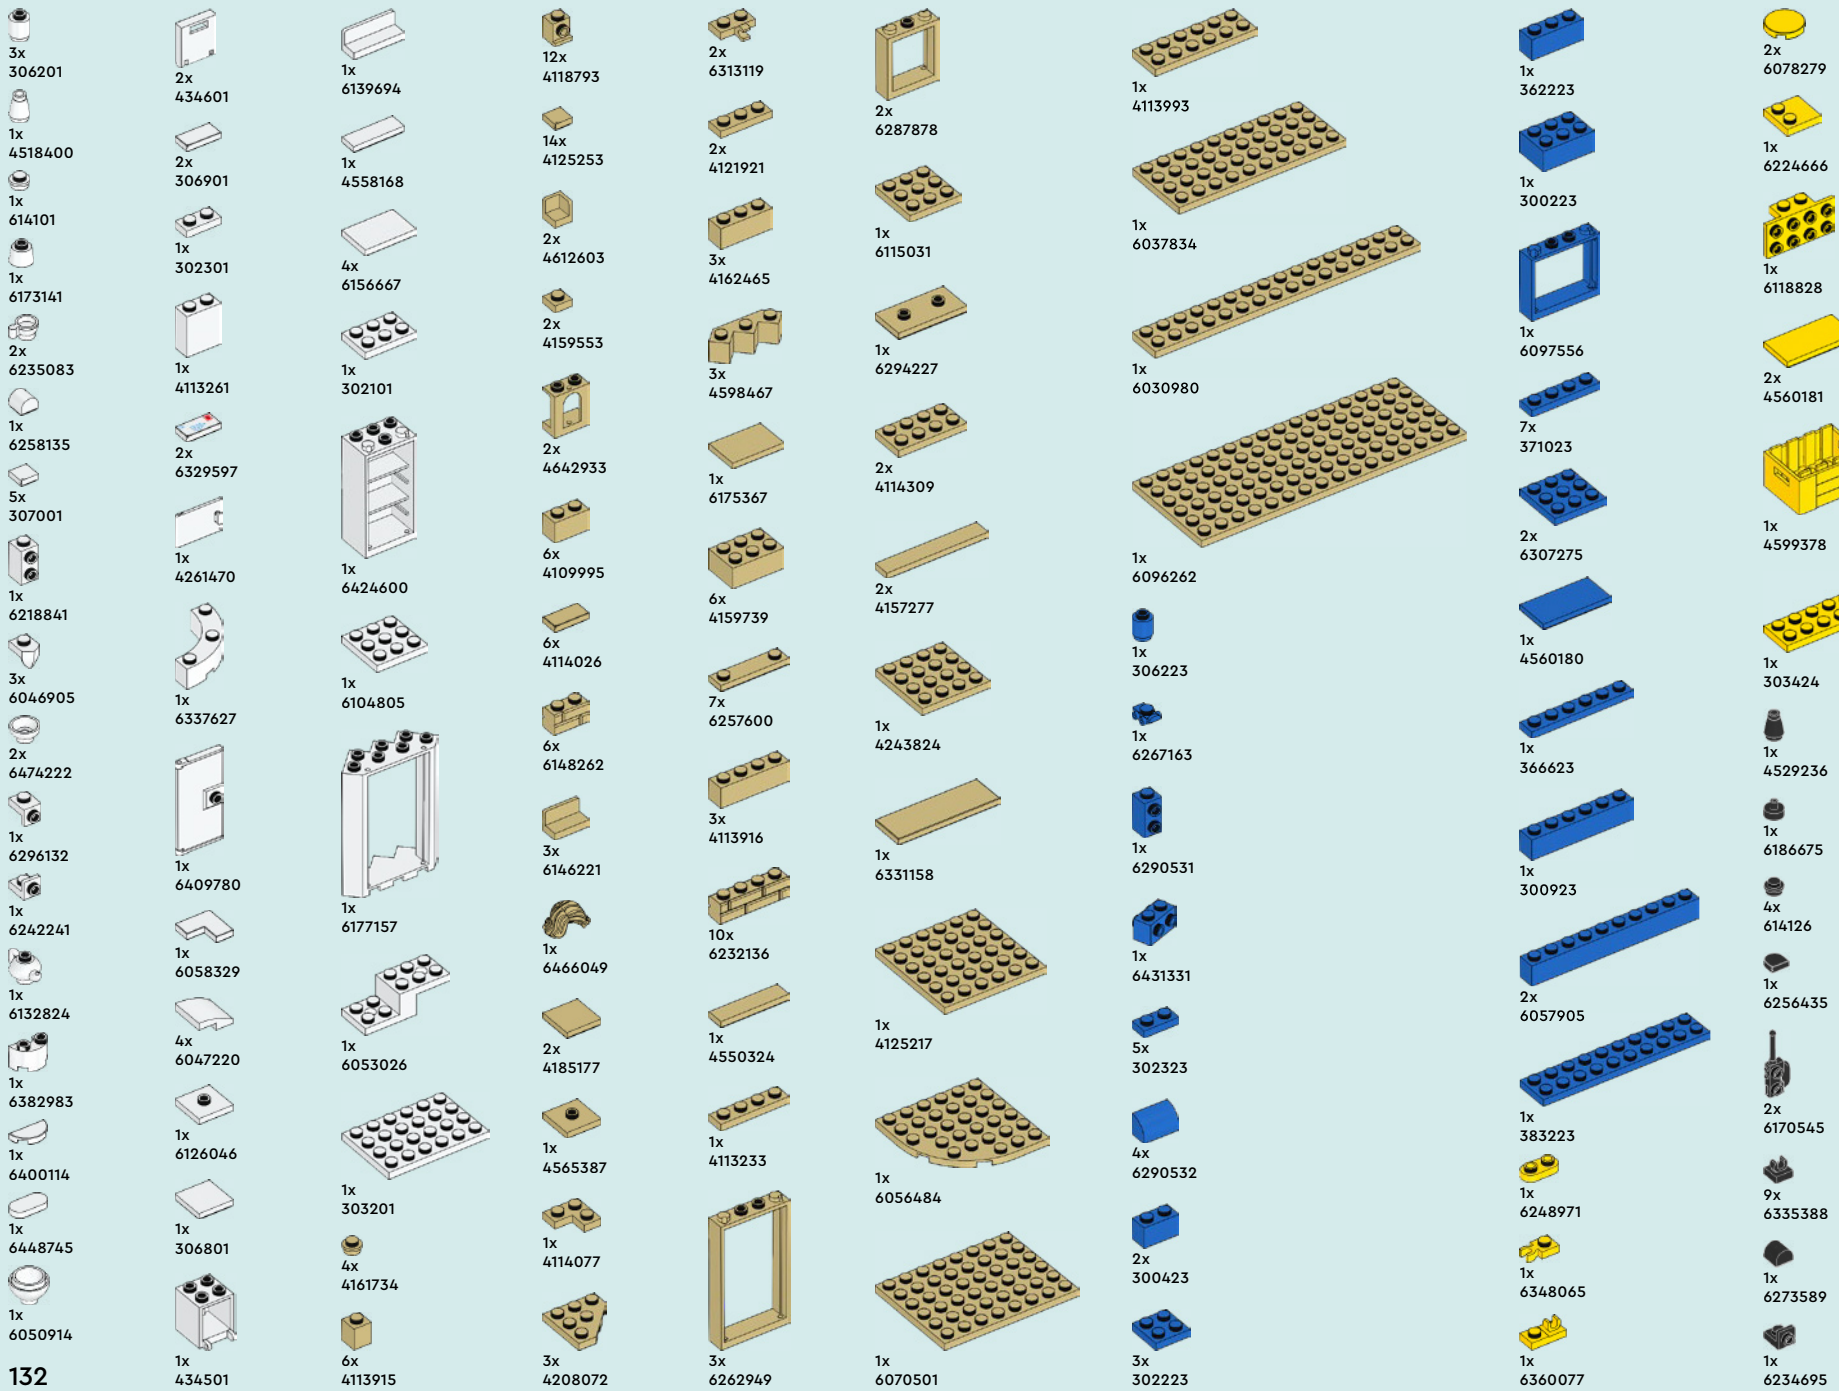 3x
306201
1x
4518400
1x
614101
1x
6173141
2x
6235083
1x
6258135
5x
307001
1x
6218841
3x
6046905
2x
6474222
1x
6296132
1x
6242241
1x
6132824
1x
6382983
1x
6400114
1x
6448745
1x
6050914
132
2x
434601
2x
306901
1x
302301
1x
4113261
2x
6329597
1x
4261470
1x
6337627
1x
6409780
1x
6058329
4x
6047220
1x
6126046
1x
306801
1x
434501
1x
6139694
1x
4558168
4x
6156667
1x
302101
1x
6424600
1x
6104805
1x
6177157
1x
6053026
1x
303201
4x
4161734
6x
4113915
12x
4118793
14x
4125253
2x
4612603
2x
4159553
2x
4642933
6x
4109995
6x
4114026
6x
6148262
3x
6146221
1x
6466049
2x
4185177
1x
4565387
1x
4114077
3x
4208072
2x
6313119
2x
4121921
3x
4162465
3x
4598467
1x
6175367
6x
4159739
7x
6257600
3x
4113916
10x
6232136
1x
4550324
1x
4113233
3x
6262949
2x
6287878
1x
6115031
1x
6294227
2x
4114309
2x
4157277
1x
4243824
1x
6331158
1x
4125217
1x
6056484
1x
6070501
1x
4113993
1x
6037834
1x
6030980
1x
6096262
1x
306223
1x
6267163
1x
6290531
1x
6431331
5x
302323
4x
6290532
2x
300423
3x
302223
1x
362223
1x
300223
1x
6097556
7x
371023
2x
6307275
1x
4560180
1x
366623
1x
300923
2x
6057905
1x
383223
1x
6248971
1x
6348065
1x
6360077
2x
6078279
1x
6224666
1x
6118828
2x
4560181
1x
4599378
1x
303424
1x
4529236
1x
6186675
4x
614126
1x
6256435
2x
6170545
9x
6335388
1x
6273589
1x
6234695